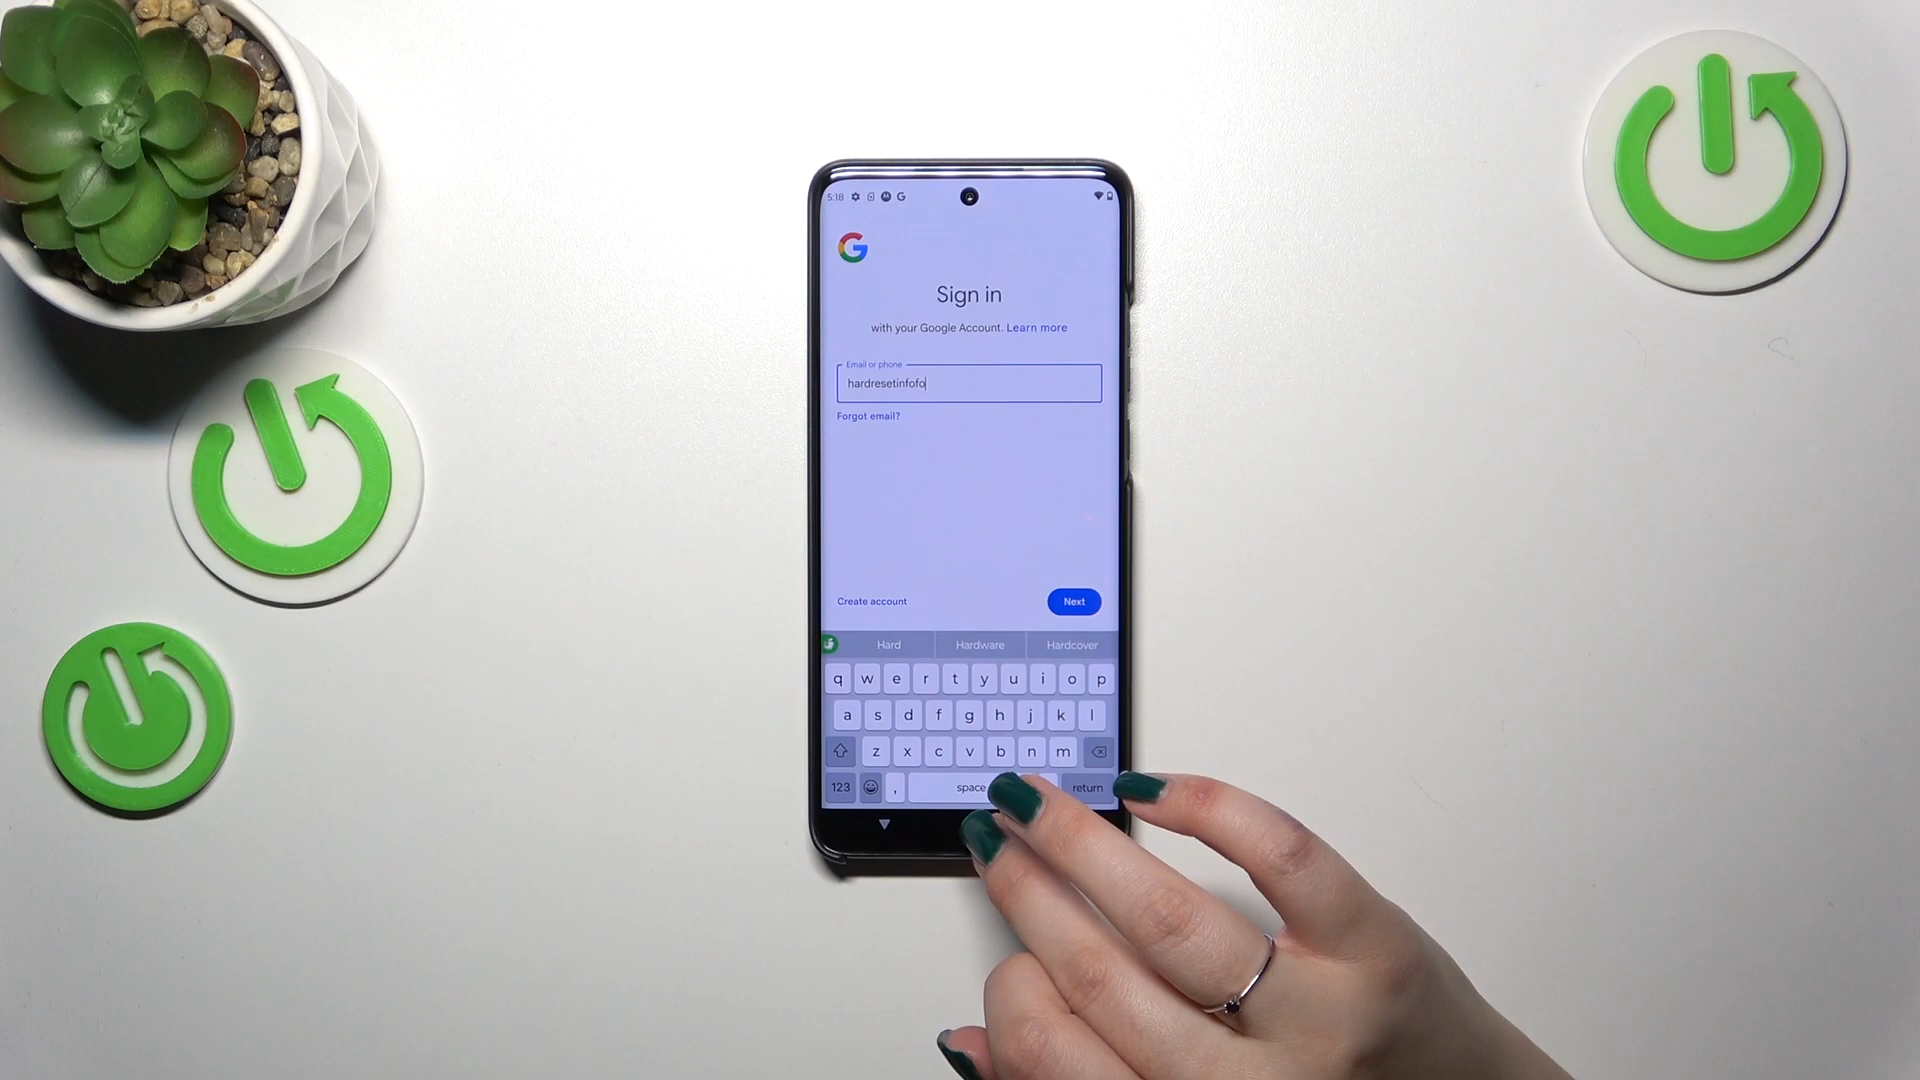 5:18
Sign in
with your Google Account. Learn more
Email or phone
hardresetinfofo
Forgot email?
Create account
Next
Hard Hardware Hardcover
q w e r t y u i o p
a s d f g h j k l
z x c v b n m
123 , space return